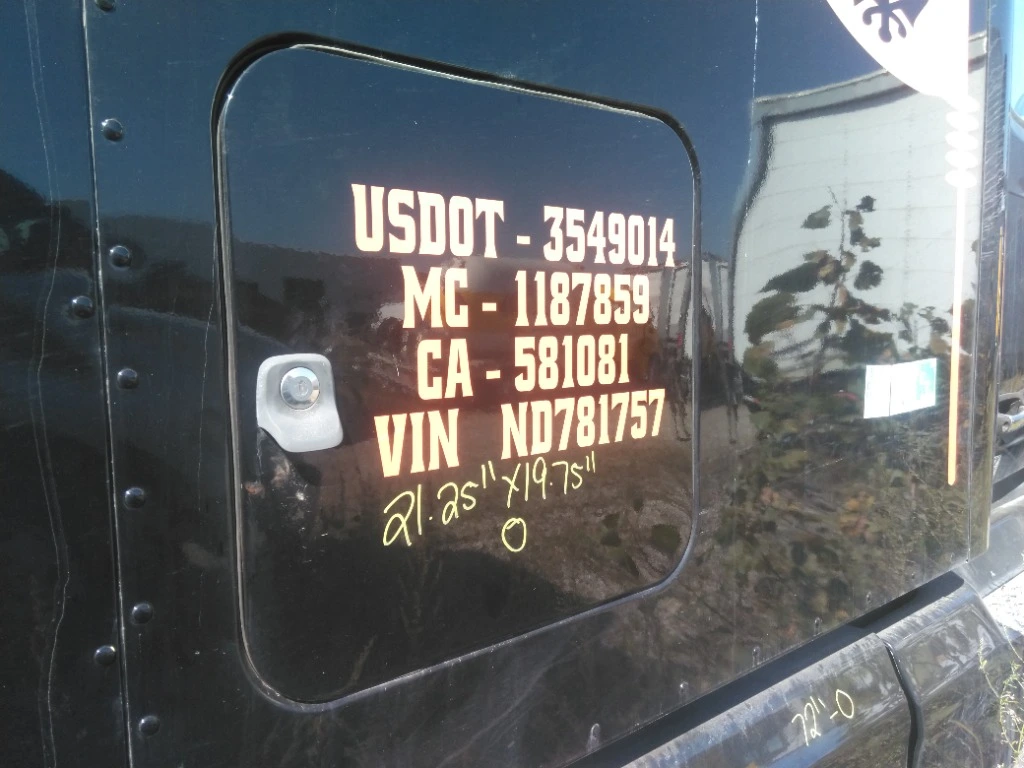 USDOT - 3549014
MC - 1187859
CA - 581081
VIN ND781757
21.25" X19.75"
0
72"-0